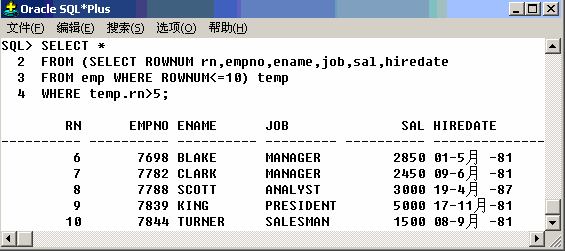 Oracle SQL*Plus
文件(F) 编辑(E) 搜索(S) 选项(O) 帮助(H)
SQL> SELECT *
2 FROM (SELECT ROWNUM rn,empno,ename,job,sal,hiredate
3 FROM emp WHERE ROWNUM<=10) temp
4 WHERE temp.rn>5;
RN EMPNO ENAME JOB SAL HIREDATE
---------- ---------- ---------- --------- ---------- ----------
6 7698 BLAKE MANAGER 2850 01-5月 -81
7 7782 CLARK MANAGER 2450 09-6月 -81
8 7788 SCOTT ANALYST 3000 19-4月 -87
9 7839 KING PRESIDENT 5000 17-11月-81
10 7844 TURNER SALESMAN 1500 08-9月 -81